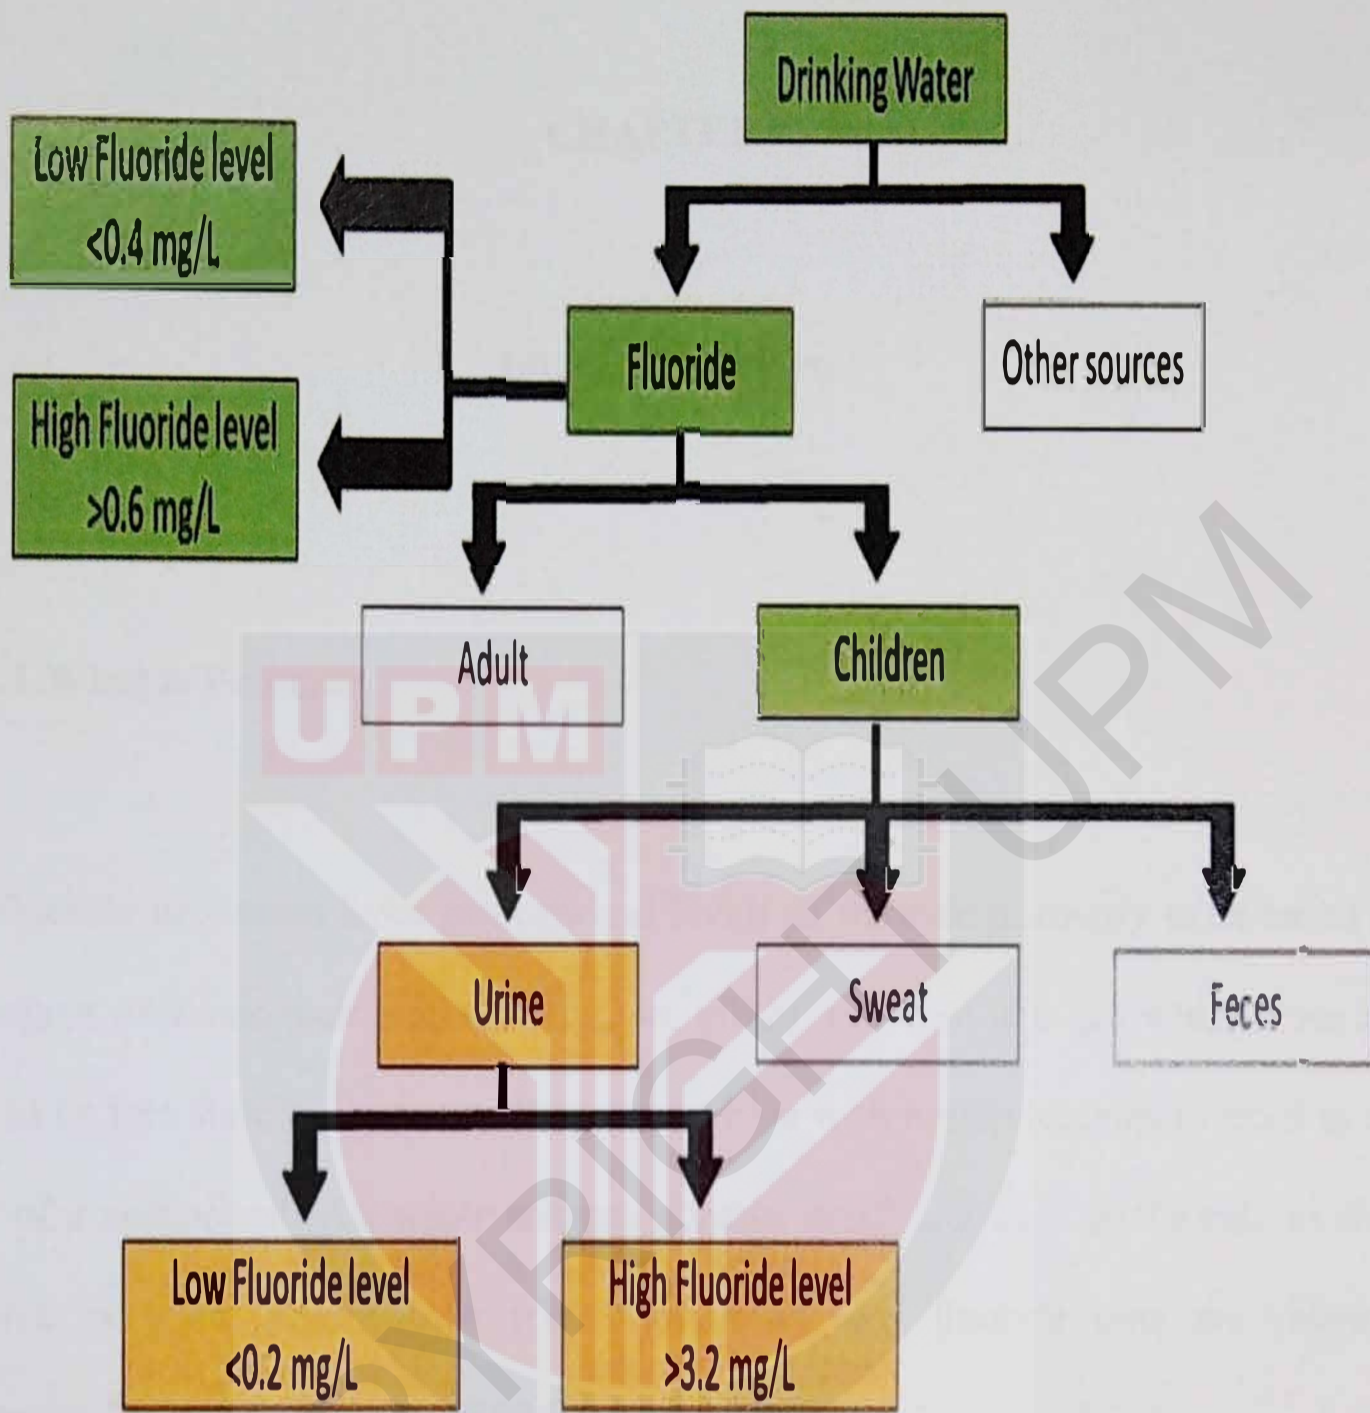 Drinking Water
Low Fluoride level
<0.4 mg/L
Fluoride
Other sources
High Fluoride level
>0.6 mg/L
Adult
Children
UPM
Urine
Sweat
Feces
Low Fluoride level
<0.2 mg/L
High Fluoride level
>3.2 mg/L
PYRIGHT UPM